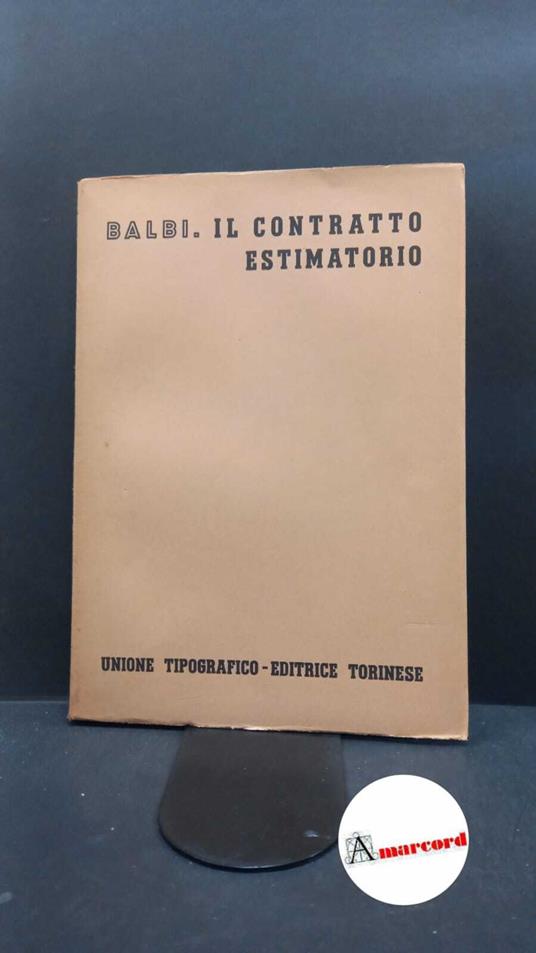 BALBI. IL CONTRATTO
ESTIMATORIO
UNIONE TIPOGRAFICO-EDITRICE TORINESE
Amarcord